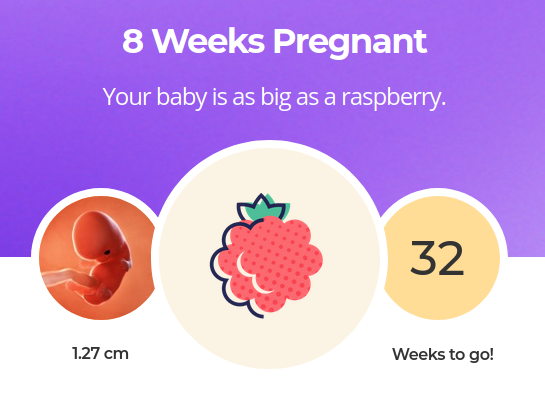 8 Weeks Pregnant
Your baby is as big as a raspberry.
32
1.27 cm
Weeks to go!